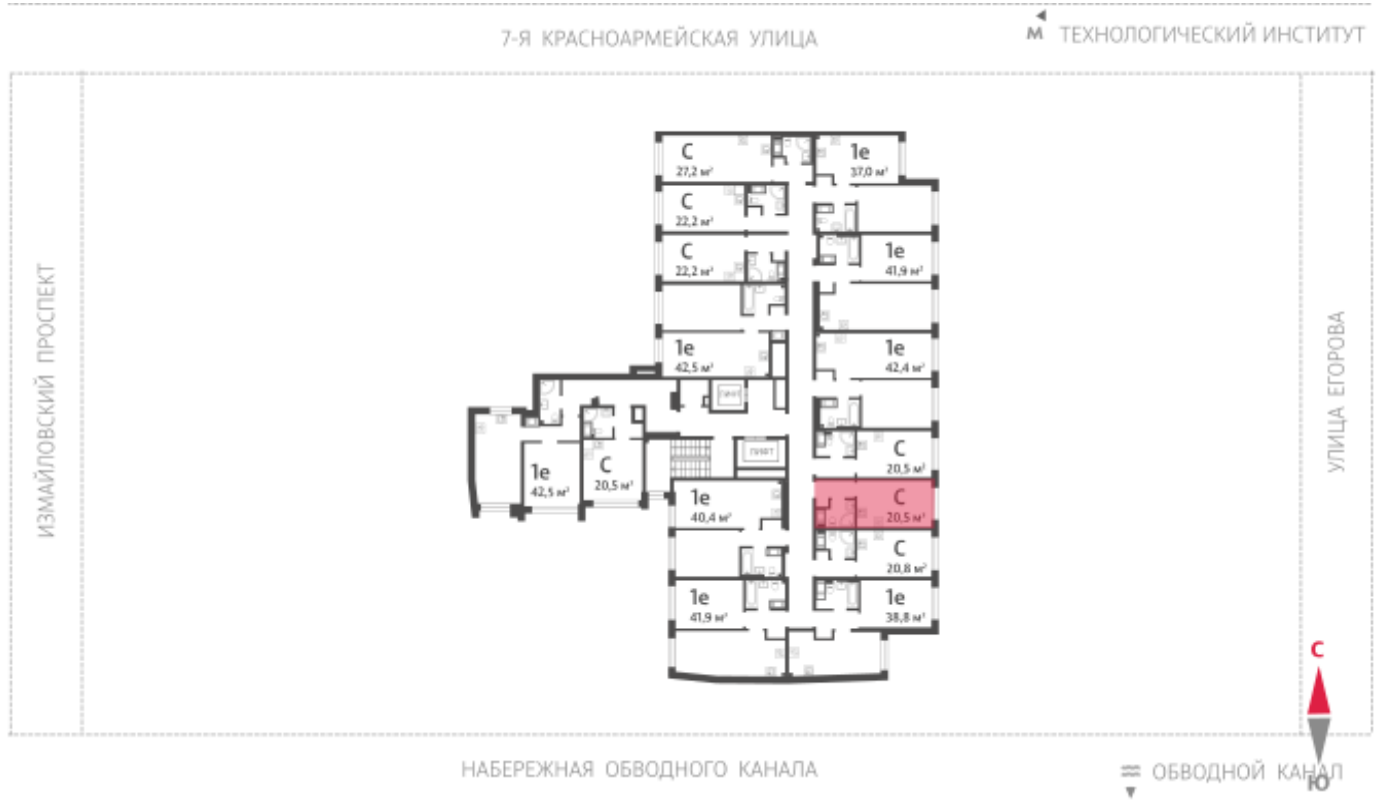 7-Я КРАСНОАРМЕЙСКАЯ УЛИЦА
М ТЕХНОЛОГИЧЕСКИЙ ИНСТИТУТ
ИЗМАЙЛОВСКИЙ ПРОСПЕКТ
УЛИЦА ЕГОРОВА
С
27,2 м²
1е
37,0 м²
С
22,2 м²
С
22,2 м²
1е
41,9 м²
1е
42,5 м²
1е
42,4 м²
ЛИФТ
ЛИФТ
1е
42,5 м²
С
20,5 м²
С
20,5 м²
1е
40,4 м²
С
20,5 м²
С
20,8 м²
1е
41,9 м²
1е
38,8 м²
С
Ю
НАБЕРЕЖНАЯ ОБВОДНОГО КАНАЛА
ОБВОДНОЙ КАНАЛ